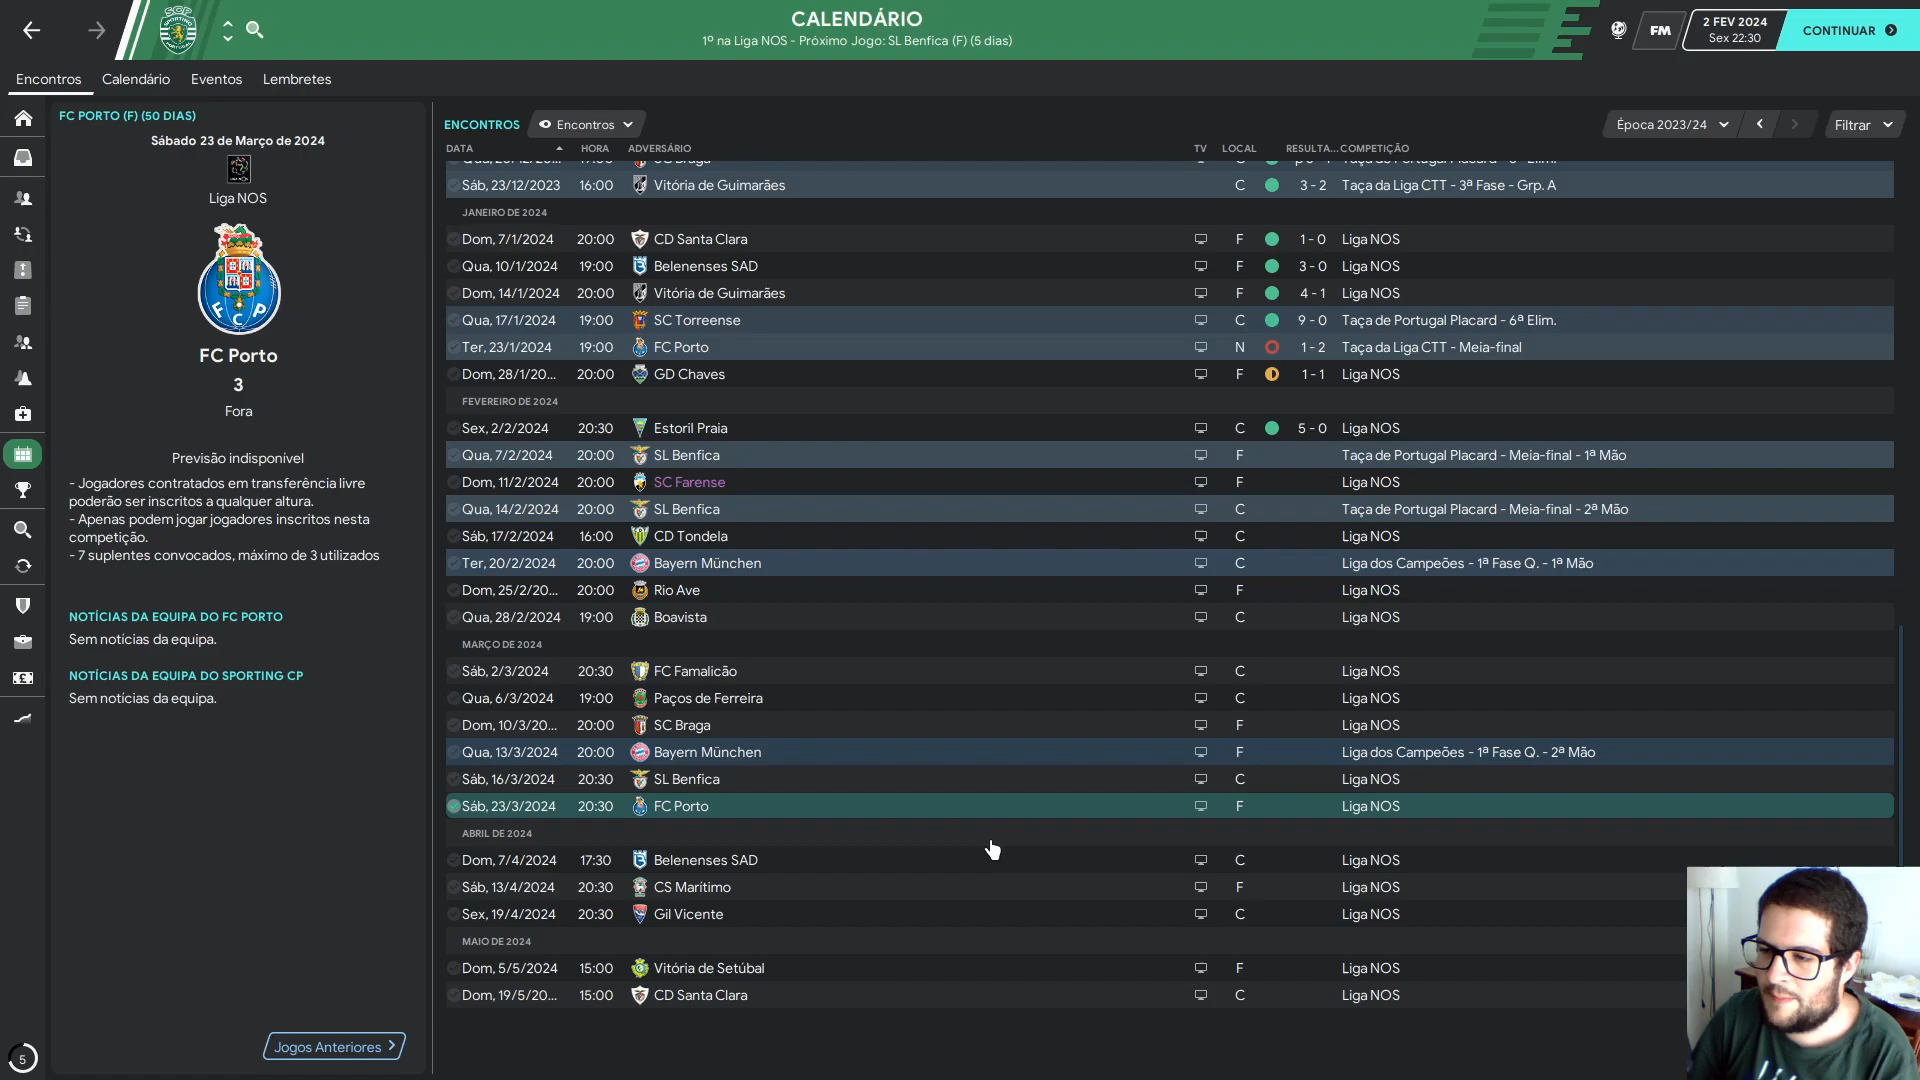 CALENDÁRIO
1º na Liga NOS - Próximo Jogo: SL Benfica (F) (5 dias)
FM
2 FEV 2024
Sex 22:30
CONTINUAR
Encontros Calendário Eventos Lembretes
FC PORTO (F) (50 DIAS)
Sábado 23 de Março de 2024
Liga NOS
FC Porto
3
Fora
Previsão indisponível
- Jogadores contratados em transferência livre
poderão ser inscritos a qualquer altura.
- Apenas podem jogar jogadores inscritos nesta
competição.
- 7 suplentes convocados, máximo de 3 utilizados
NOTÍCIAS DA EQUIPA DO FC PORTO
Sem notícias da equipa.
NOTÍCIAS DA EQUIPA DO SPORTING CP
Sem notícias da equipa.
Jogos Anteriores
5
ENCONTROS Encontros Época 2023/24 Filtrar
DATA HORA ADVERSÁRIO TV LOCAL RESULTA... COMPETIÇÃO
Sáb, 23/12/2023 16:00 Vitória de Guimarães C 3 - 2 Taça da Liga CTT - 3ª Fase - Grp. A
JANEIRO DE 2024
Dom, 7/1/2024 20:00 CD Santa Clara F 1 - 0 Liga NOS
Qua, 10/1/2024 19:00 Belenenses SAD F 3 - 0 Liga NOS
Dom, 14/1/2024 20:00 Vitória de Guimarães F 4 - 1 Liga NOS
Qua, 17/1/2024 19:00 SC Torreense C 9 - 0 Taça de Portugal Placard - 6ª Elim.
Ter, 23/1/2024 19:00 FC Porto N 1 - 2 Taça da Liga CTT - Meia-final
Dom, 28/1/20... 20:00 GD Chaves F 1 - 1 Liga NOS
FEVEREIRO DE 2024
Sex, 2/2/2024 20:30 Estoril Praia C 5 - 0 Liga NOS
Qua, 7/2/2024 20:00 SL Benfica F Taça de Portugal Placard - Meia-final - 1ª Mão
Dom, 11/2/2024 20:00 SC Farense F Liga NOS
Qua, 14/2/2024 20:00 SL Benfica C Taça de Portugal Placard - Meia-final - 2ª Mão
Sáb, 17/2/2024 16:00 CD Tondela C Liga NOS
Ter, 20/2/2024 20:00 Bayern München C Liga dos Campeões - 1ª Fase Q. - 1ª Mão
Dom, 25/2/20... 20:00 Rio Ave F Liga NOS
Qua, 28/2/2024 19:00 Boavista C Liga NOS
MARÇO DE 2024
Sáb, 2/3/2024 20:30 FC Famalicão C Liga NOS
Qua, 6/3/2024 19:00 Paços de Ferreira C Liga NOS
Dom, 10/3/20... 20:00 SC Braga F Liga NOS
Qua, 13/3/2024 20:00 Bayern München F Liga dos Campeões - 1ª Fase Q. - 2ª Mão
Sáb, 16/3/2024 20:30 SL Benfica C Liga NOS
Sáb, 23/3/2024 20:30 FC Porto F Liga NOS
ABRIL DE 2024
Dom, 7/4/2024 17:30 Belenenses SAD C Liga NOS
Sáb, 13/4/2024 20:30 CS Marítimo F Liga NOS
Sex, 19/4/2024 20:30 Gil Vicente C Liga NOS
MAIO DE 2024
Dom, 5/5/2024 15:00 Vitória de Setúbal F Liga NOS
Dom, 19/5/20... 15:00 CD Santa Clara C Liga NOS